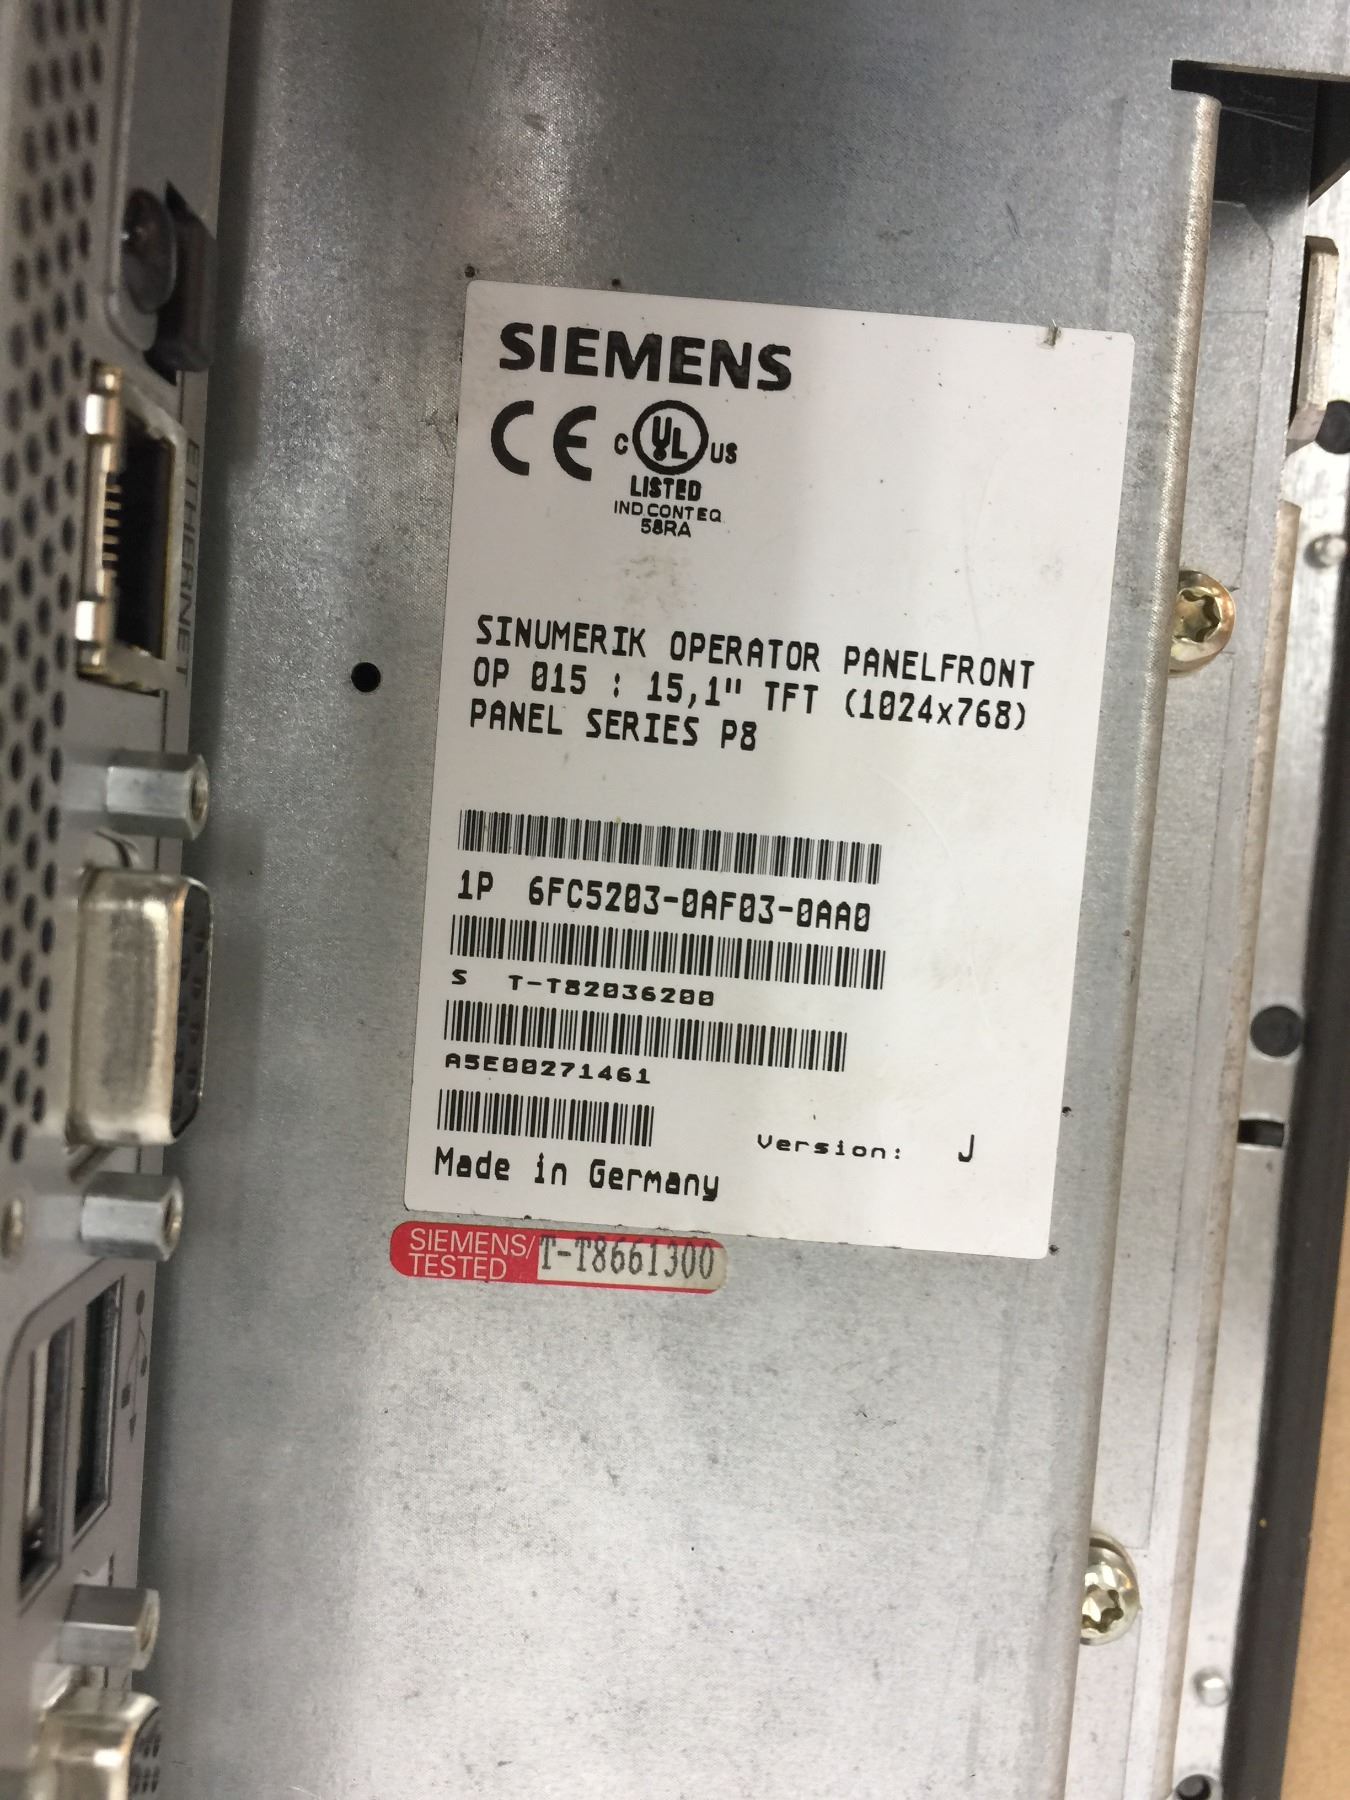 SIEMENS
CE
C UL US
LISTED
IND.CONT.EQ
58RA
SINUMERIK OPERATOR PANELFRONT
OP 015 : 15,1" TFT (1024x768)
PANEL SERIES P8
1P 6FC5203-0AF03-0AA0
S T-T82036200
A5E00271461
Version: J
Made in Germany
SIEMENS/
TESTED
T-T8661300
ETHERNET